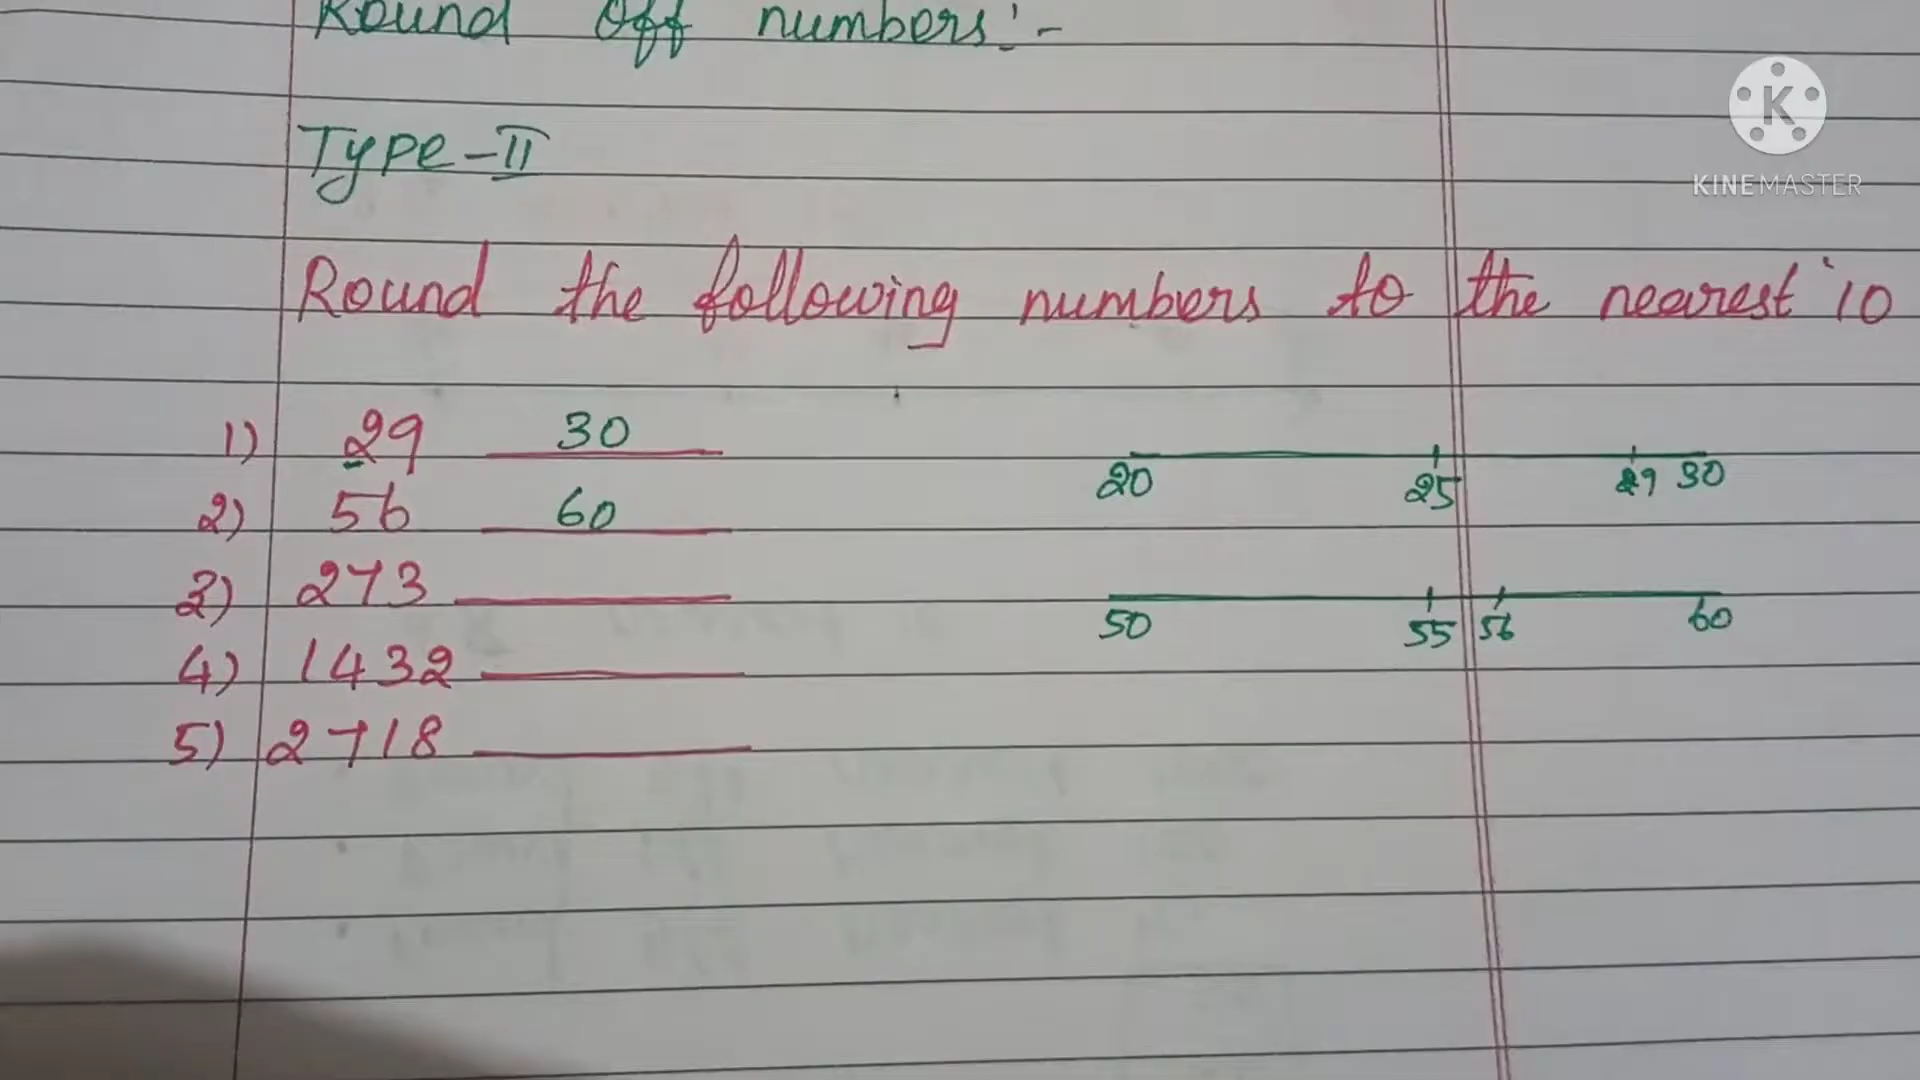 Round Off numbers:-
K
KINEMASTER
Type-II
Round the following numbers to the nearest 10
1) 29 30
20 25 29 30
2) 56 60
3) 273
50 55 56 60
4) 1432
5) 2718